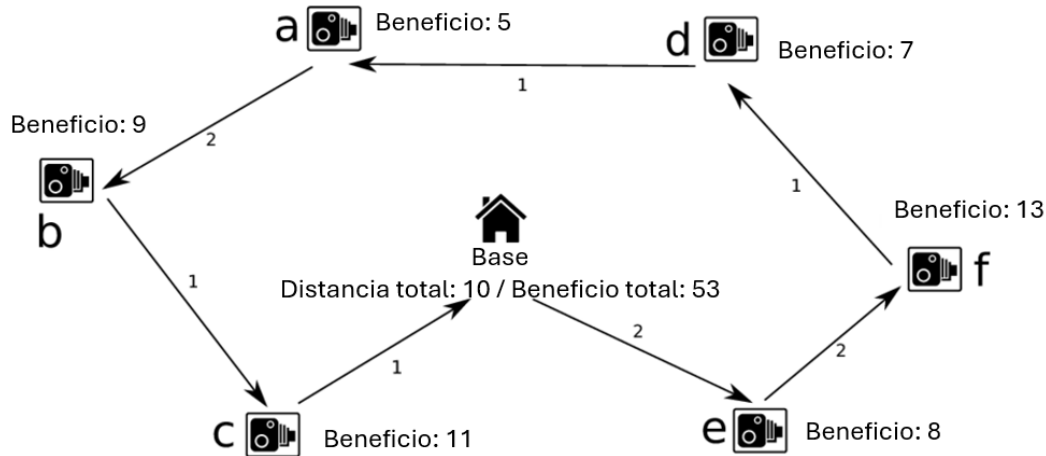 a
Beneficio: 5
d
Beneficio: 7
1
Beneficio: 9
2
b
1
Beneficio: 13
f
Base
Distancia total: 10 / Beneficio total: 53
1
2
1
2
c
Beneficio: 11
e
Beneficio: 8